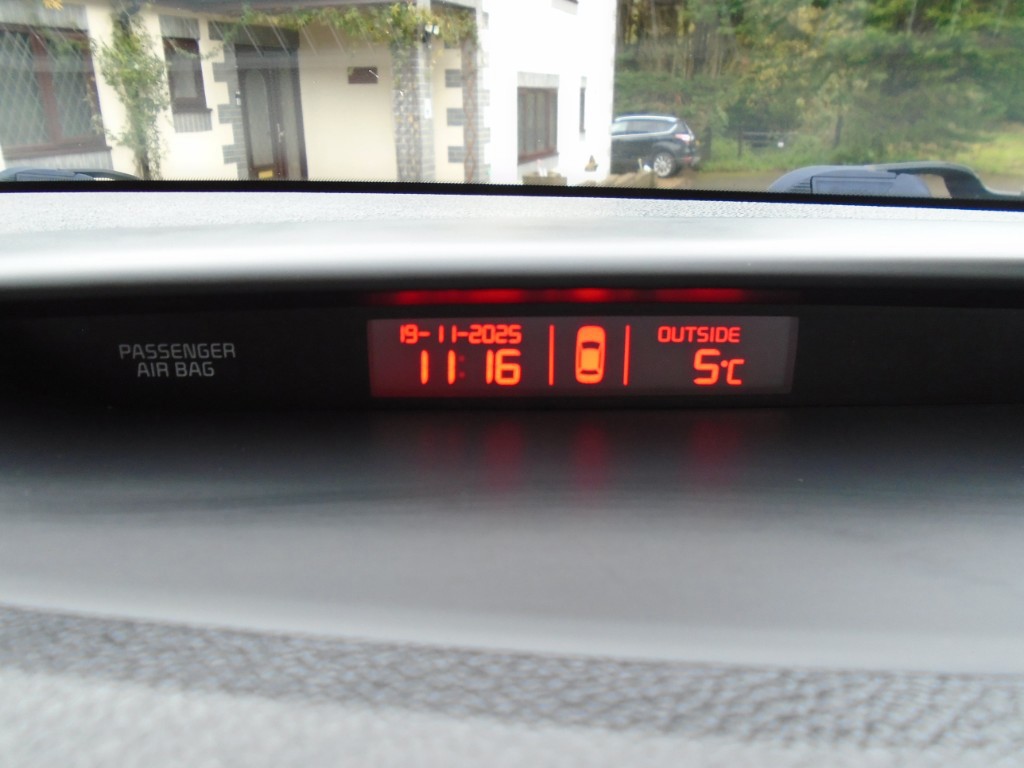 PASSENGER
AIR BAG
19-11-2025
11:16
OUTSIDE
5°C